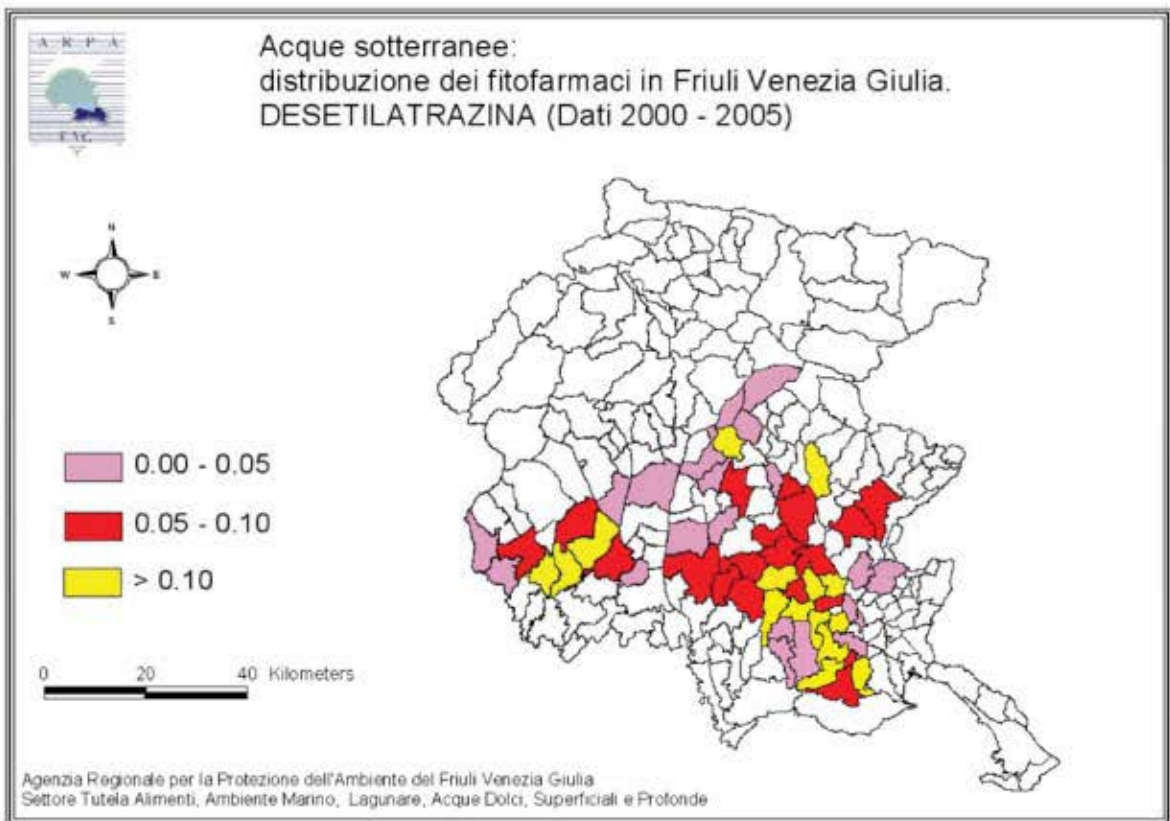 A R P A
F V G
Acque sotterranee:
distribuzione dei fitofarmaci in Friuli Venezia Giulia.
DESETILATRAZINA (Dati 2000 - 2005)
N
W E
S
0.00 - 0.05
0.05 - 0.10
> 0.10
0 20 40 Kilometers
Agenzia Regionale per la Protezione dell'Ambiente del Friuli Venezia Giulia
Settore Tutela Alimenti, Ambiente Marino, Lagunare, Acque Dolci, Superficiali e Profonde